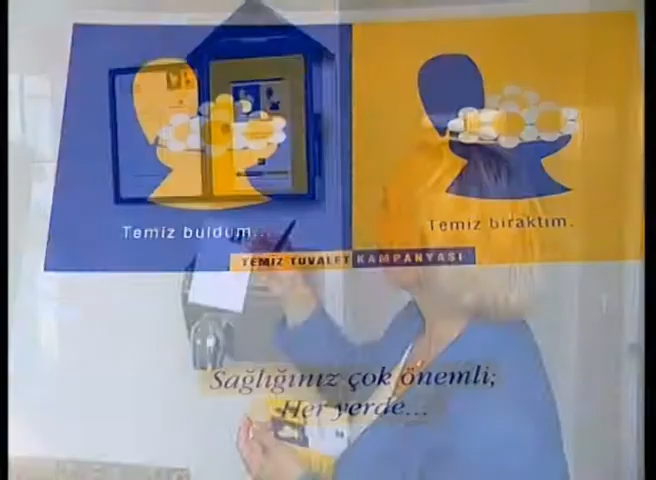 Temiz buldum...
Temiz bıraktım.
TEMİZ TUVALET KAMPANYASI
Sağlığınız çok önemli;
Her yerde...